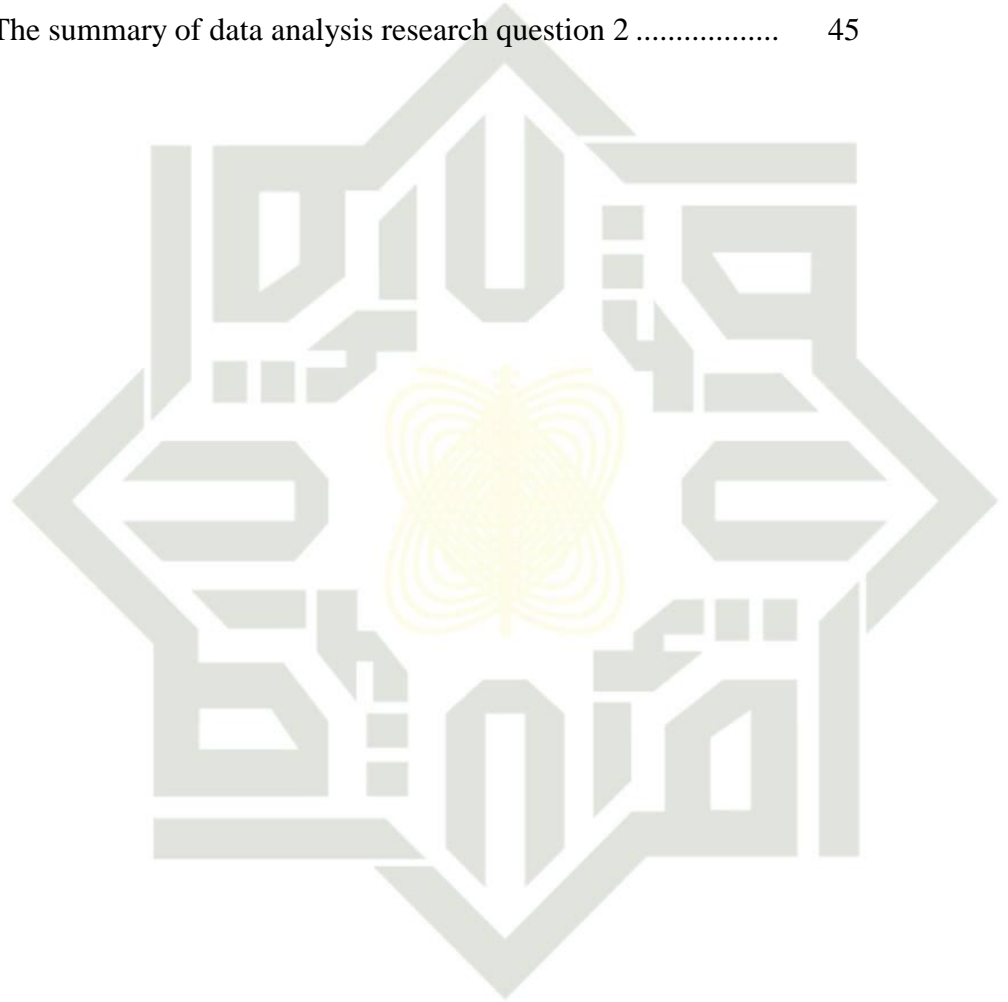 The summary of data analysis research question 2 .................. 45